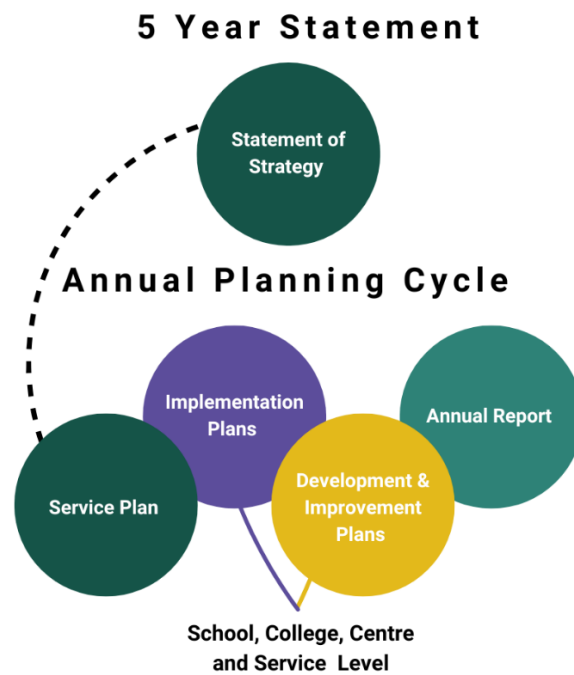 5 Year Statement
Statement of
Strategy
Annual Planning Cycle
Implementation
Plans
Annual Report
Service Plan
Development &
Improvement
Plans
School, College, Centre
and Service Level